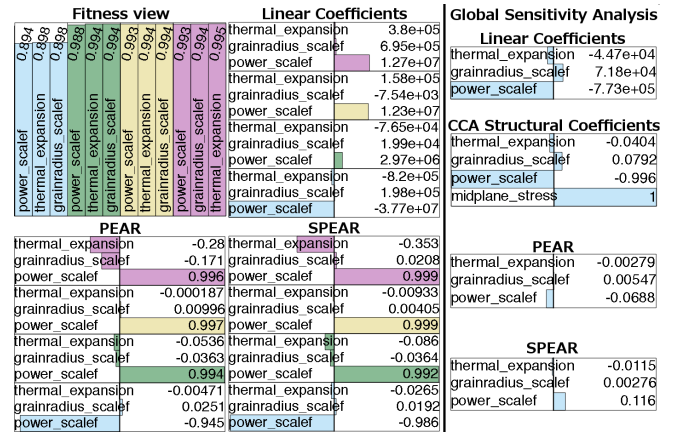 Fitness view
0.894 0.898 0.898 0.988 0.994 0.994 0.993 0.994 0.994 0.993 0.994 0.995
power_scalef
thermal_expansion
grainradius_scalef
power_scalef
thermal_expansion
grainradius_scalef
power_scalef
thermal_expansion
grainradius_scalef
power_scalef
thermal_expansion
grainradius_scalef
Linear Coefficients
thermal_expansion 3.8e+05
grainradius_scalef 6.95e+05
power_scalef 1.27e+07
thermal_expansion 1.58e+05
grainradius_scalef -7.54e+03
power_scalef 1.23e+07
thermal_expansion -7.65e+04
grainradius_scalef 1.99e+04
power_scalef 2.97e+06
thermal_expansion -8.2e+05
grainradius_scalef 1.98e+05
power_scalef -3.77e+07
PEAR
thermal_expansion -0.28
grainradius_scalef -0.171
power_scalef 0.996
thermal_expansion -0.000187
grainradius_scalef 0.00996
power_scalef 0.997
thermal_expansion -0.0536
grainradius_scalef -0.0363
power_scalef 0.994
thermal_expansion -0.00471
grainradius_scalef 0.0251
power_scalef -0.945
SPEAR
thermal_expansion -0.353
grainradius_scalef 0.0208
power_scalef 0.999
thermal_expansion -0.00933
grainradius_scalef 0.00405
power_scalef 0.999
thermal_expansion -0.086
grainradius_scalef -0.0364
power_scalef 0.992
thermal_expansion -0.0265
grainradius_scalef 0.0192
power_scalef -0.986
Global Sensitivity Analysis
Linear Coefficients
thermal_expansion -4.47e+04
grainradius_scalef 7.18e+04
power_scalef -7.73e+05
CCA Structural Coefficients
thermal_expansion -0.0404
grainradius_scalef 0.0792
power_scalef -0.996
midplane_stress 1
PEAR
thermal_expansion -0.00279
grainradius_scalef 0.00547
power_scalef -0.0688
SPEAR
thermal_expansion -0.0115
grainradius_scalef 0.00276
power_scalef 0.116